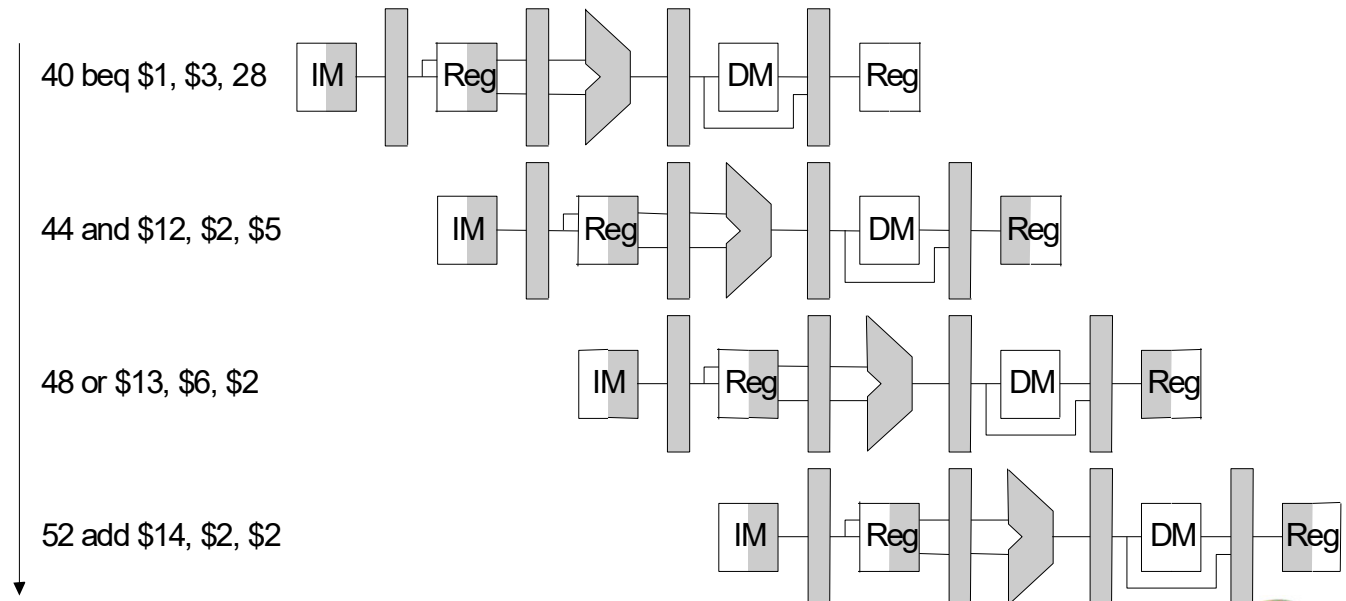 40 beq $1, $3, 28 IM Reg DM Reg
44 and $12, $2, $5 IM Reg DM Reg
48 or $13, $6, $2 IM Reg DM Reg
52 add $14, $2, $2 IM Reg DM Reg